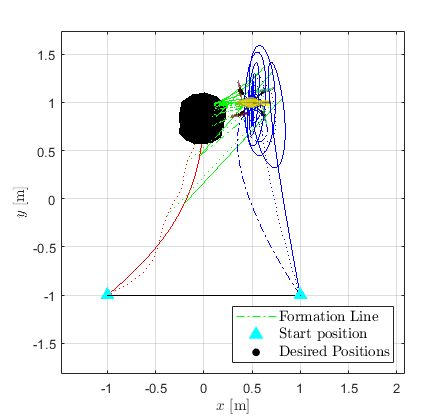 1.5
1
0.5
0
-0.5
-1
-1.5
y [m]
Formation Line
Start position
Desired Positions
-1 -0.5 0 0.5 1 1.5 2
x [m]